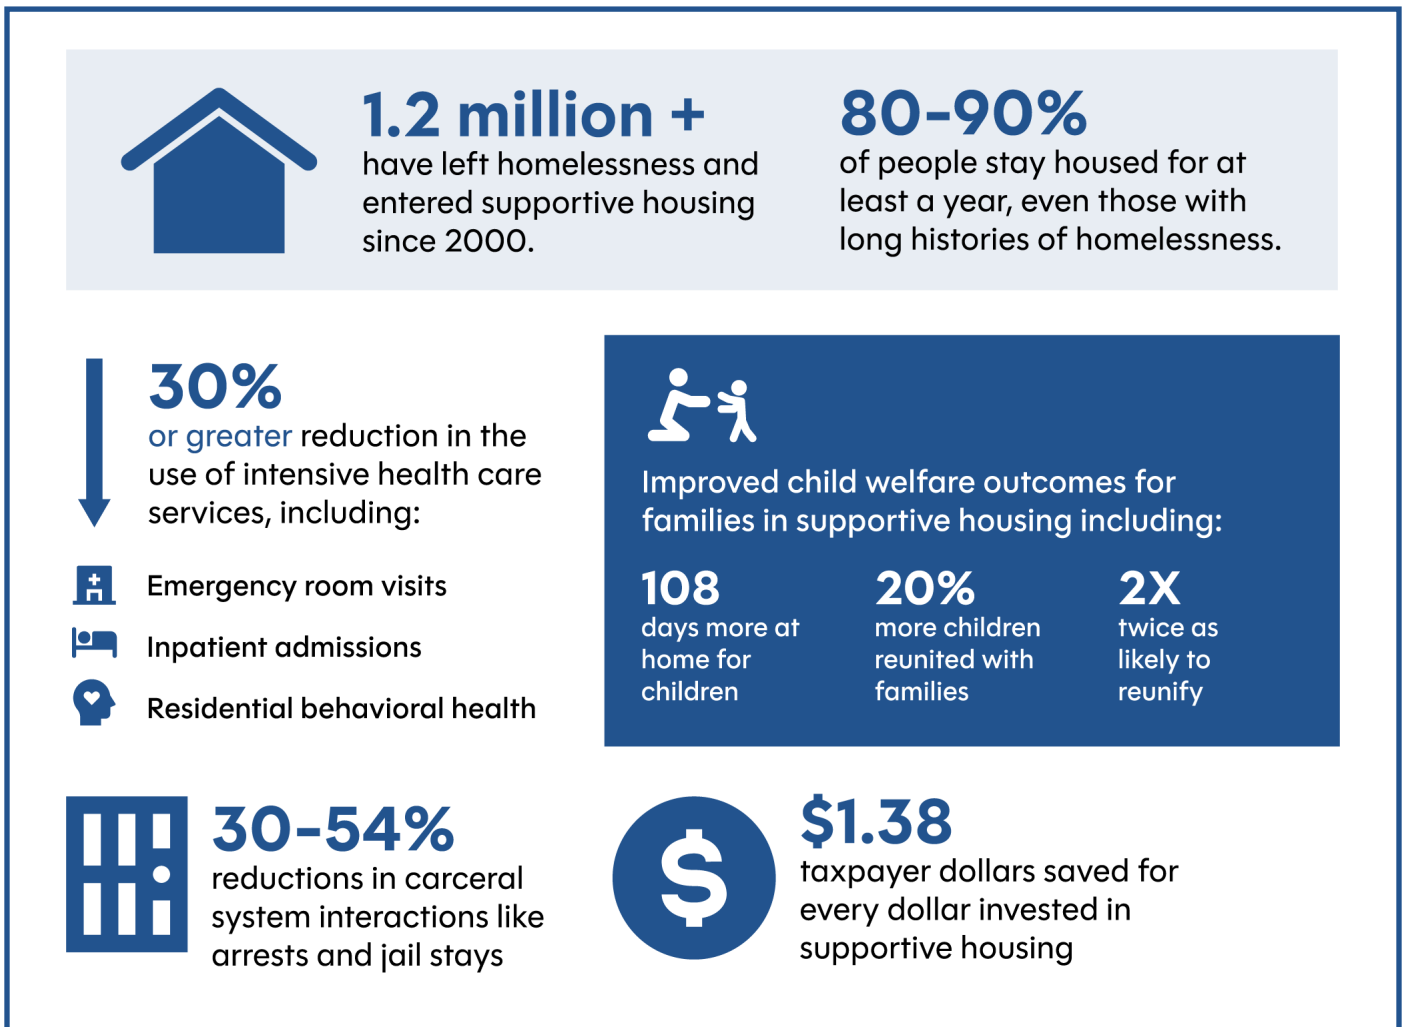 1.2 million +
have left homelessness and
entered supportive housing
since 2000.
80-90%
of people stay housed for at
least a year, even those with
long histories of homelessness.
30%
or greater reduction in the
use of intensive health care
services, including:
Emergency room visits
Inpatient admissions
Residential behavioral health
Improved child welfare outcomes for
families in supportive housing including:
108
days more at
home for
children
20%
more children
reunited with
families
2X
twice as
likely to
reunify
30-54%
reductions in carceral
system interactions like
arrests and jail stays
$
$1.38
taxpayer dollars saved for
every dollar invested in
supportive housing